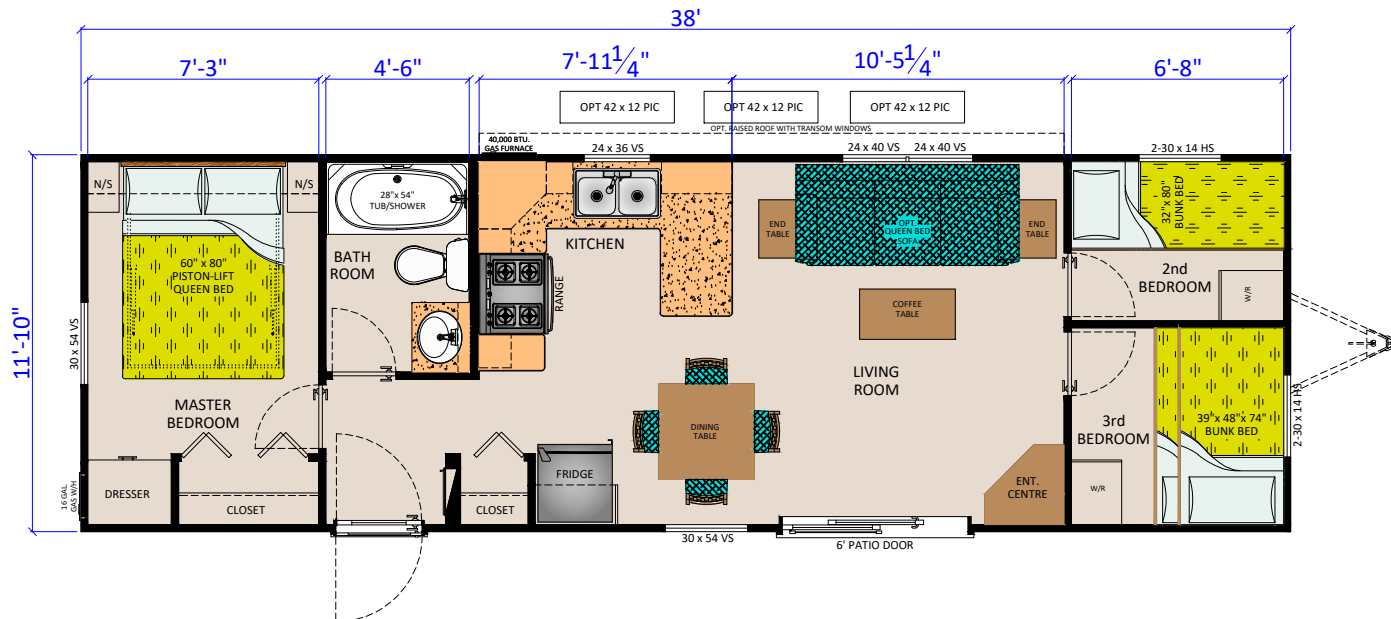 38'
7'-3"
4'-6"
7'-11 1/4"
10'-5 1/4"
6'-8"
OPT 42 x 12 PIC
OPT 42 x 12 PIC
OPT 42 x 12 PIC
OPT. RAISED ROOF WITH TRANSOM WINDOWS
40,000 BTU.
GAS FURNACE
24 x 36 VS
24 x 40 VS
24 x 40 VS
2-30 x 14 HS
11'-10"
N/S
N/S
28"x 54"
TUB/SHOWER
60" x 80"
PISTON-LIFT
QUEEN BED
BATH
ROOM
KITCHEN
RANGE
END
TABLE
OPT
QUEEN BED
SOFA
END
TABLE
32"x 80"
BUNK BED
2nd
BEDROOM
W/R
COFFEE
TABLE
30 x 54 VS
LIVING
ROOM
MASTER
BEDROOM
DINING
TABLE
3rd
BEDROOM
39"x 48"x 74"
BUNK BED
2-30 x 14 HS
16 GAL.
GAS W/H
DRESSER
CLOSET
CLOSET
FRIDGE
ENT.
CENTRE
W/R
30 x 54 VS
6' PATIO DOOR